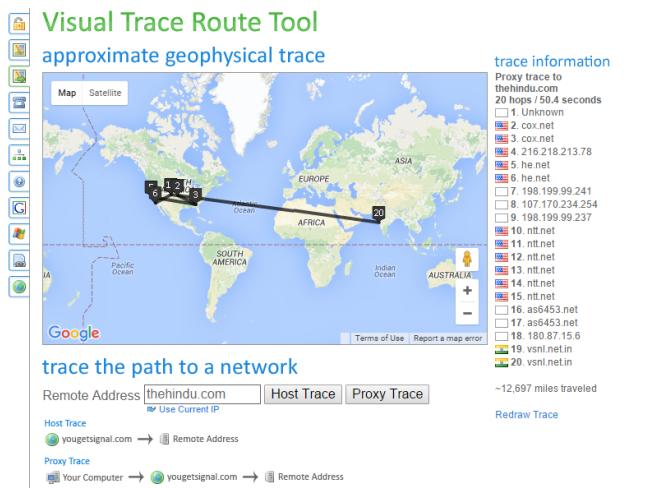 Visual Trace Route Tool
approximate geophysical trace
Map Satellite
ASIA
EUROPE
Atlantic
Ocean
AFRICA
SOUTH
AMERICA
Pacific
Ocean
Indian
Ocean
AUSTRALIA
6
1 2
3
20
+
−
Google
Terms of Use Report a map error
trace information
Proxy trace to
thehindu.com
20 hops / 50.4 seconds
1. Unknown
2. cox.net
3. cox.net
4. 216.218.213.78
5. he.net
6. he.net
7. 198.199.99.241
8. 107.170.234.254
9. 198.199.99.237
10. ntt.net
11. ntt.net
12. ntt.net
13. ntt.net
14. ntt.net
15. ntt.net
16. as6453.net
17. as6453.net
18. 180.87.15.6
19. vsnl.net.in
20. vsnl.net.in
~12,697 miles traveled
Redraw Trace
trace the path to a network
Remote Address thehindu.com Host Trace Proxy Trace
Use Current IP
Host Trace
yougetsignal.com → Remote Address
Proxy Trace
Your Computer → yougetsignal.com → Remote Address